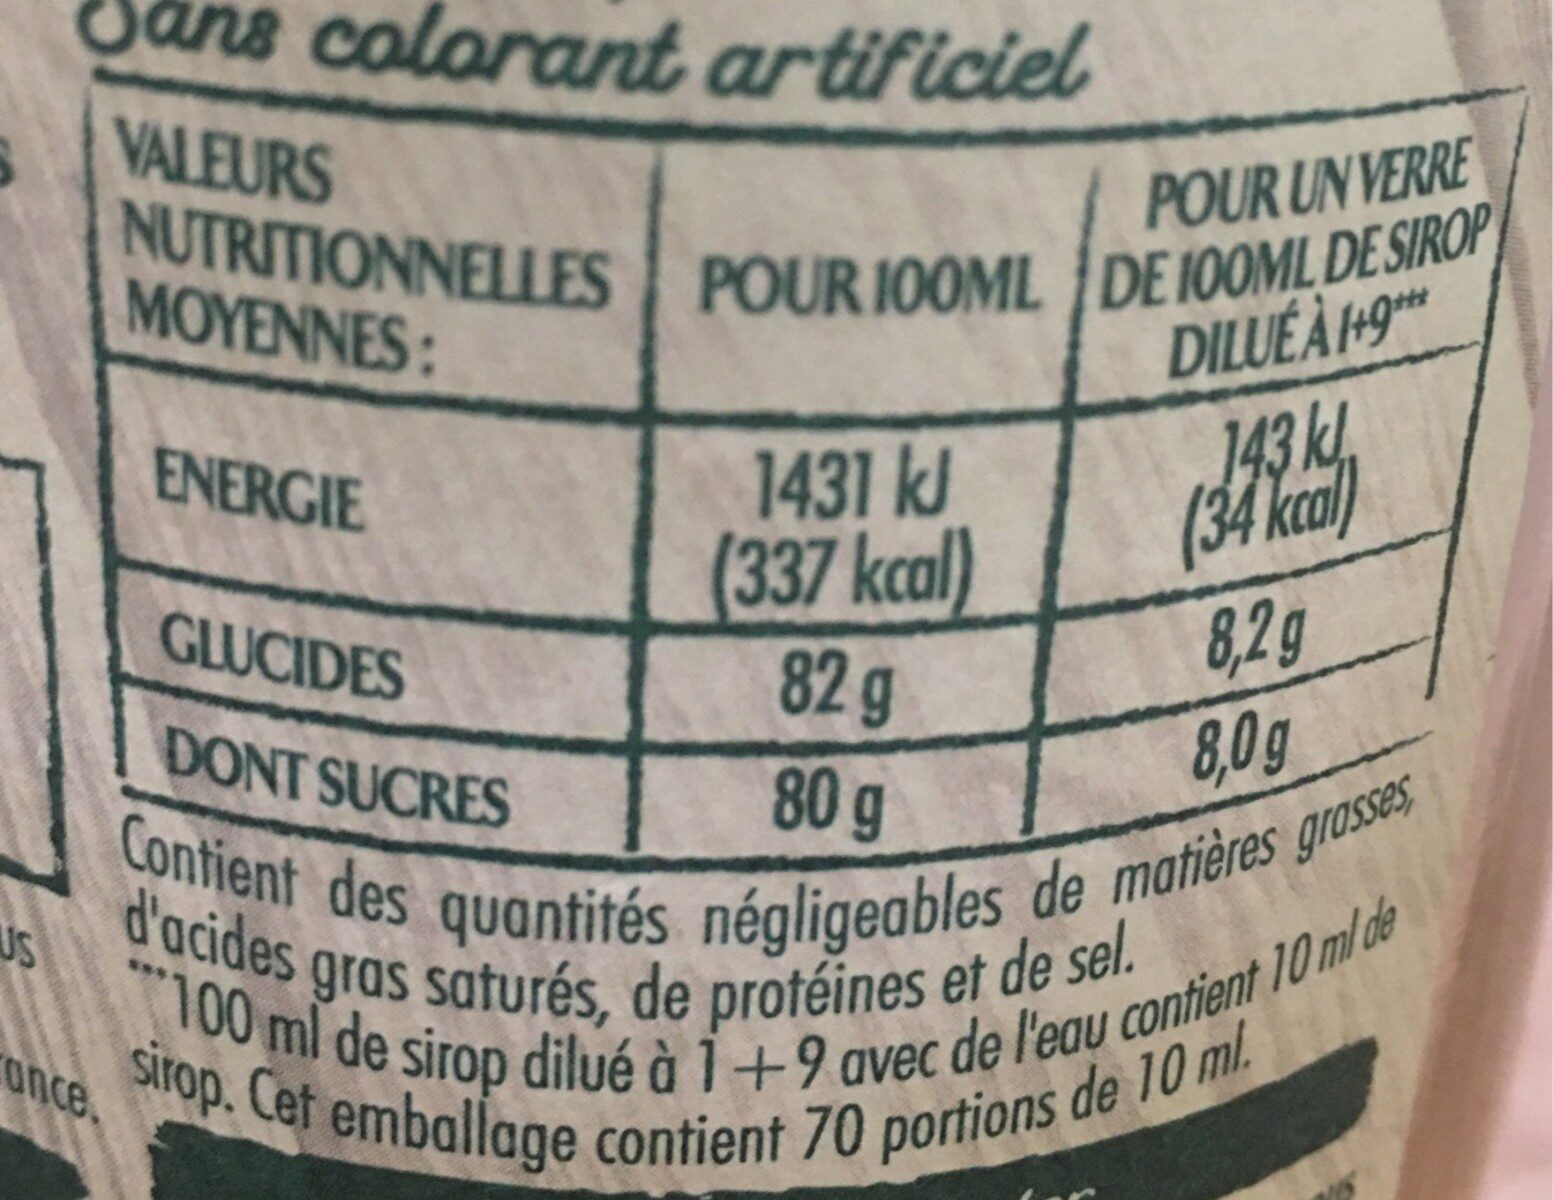 Sans colorant artificiel
VALEURS
NUTRITIONNELLES
MOYENNES :
POUR 100ML
POUR UN VERRE
DE 100ML DE SIROP
DILUÉ À 1+9***
ENERGIE
1431 kJ
(337 kcal)
143 kJ
(34 kcal)
GLUCIDES
82 g
8,2 g
DONT SUCRES
80 g
8,0 g
Contient des quantités négligeables de matières grasses,
d'acides gras saturés, de protéines et de sel.
***100 ml de sirop dilué à 1+9 avec de l'eau contient 10 ml de
sirop. Cet emballage contient 70 portions de 10 ml.